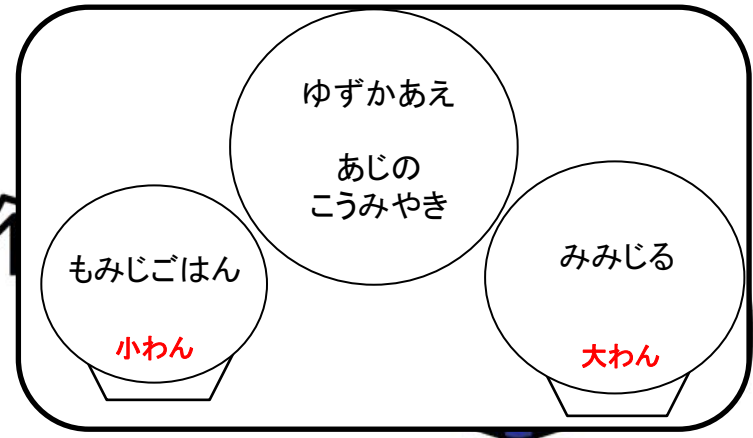 ゆずかあえ
あじの
こうみやき
もみじごはん
小わん
みみじる
大わん